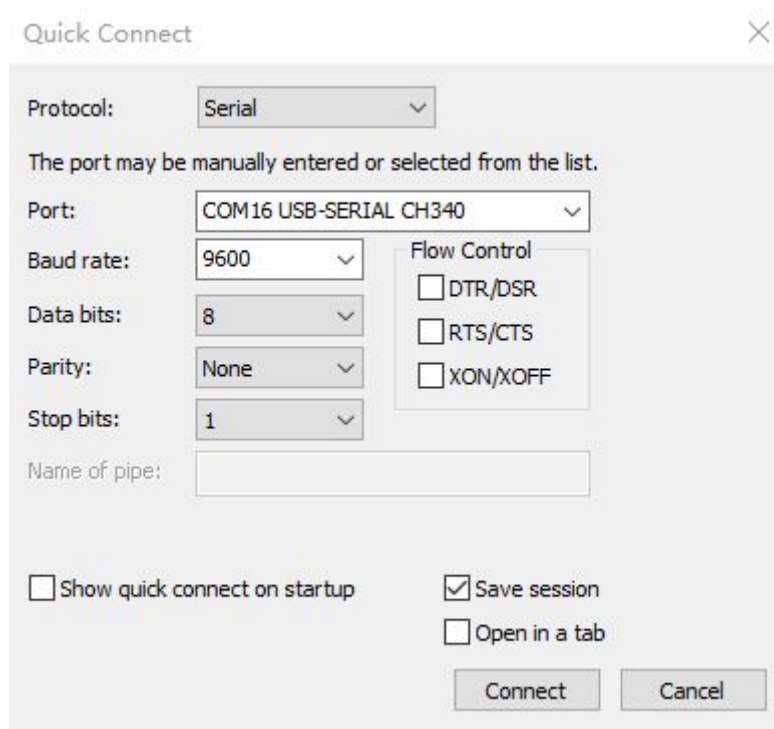 Quick Connect
Protocol: Serial
The port may be manually entered or selected from the list.
Port: COM16 USB-SERIAL CH340
Baud rate: 9600
Flow Control
DTR/DSR
Data bits: 8
RTS/CTS
Parity: None
XON/XOFF
Stop bits: 1
Name of pipe:
Show quick connect on startup
Save session
Open in a tab
Connect
Cancel